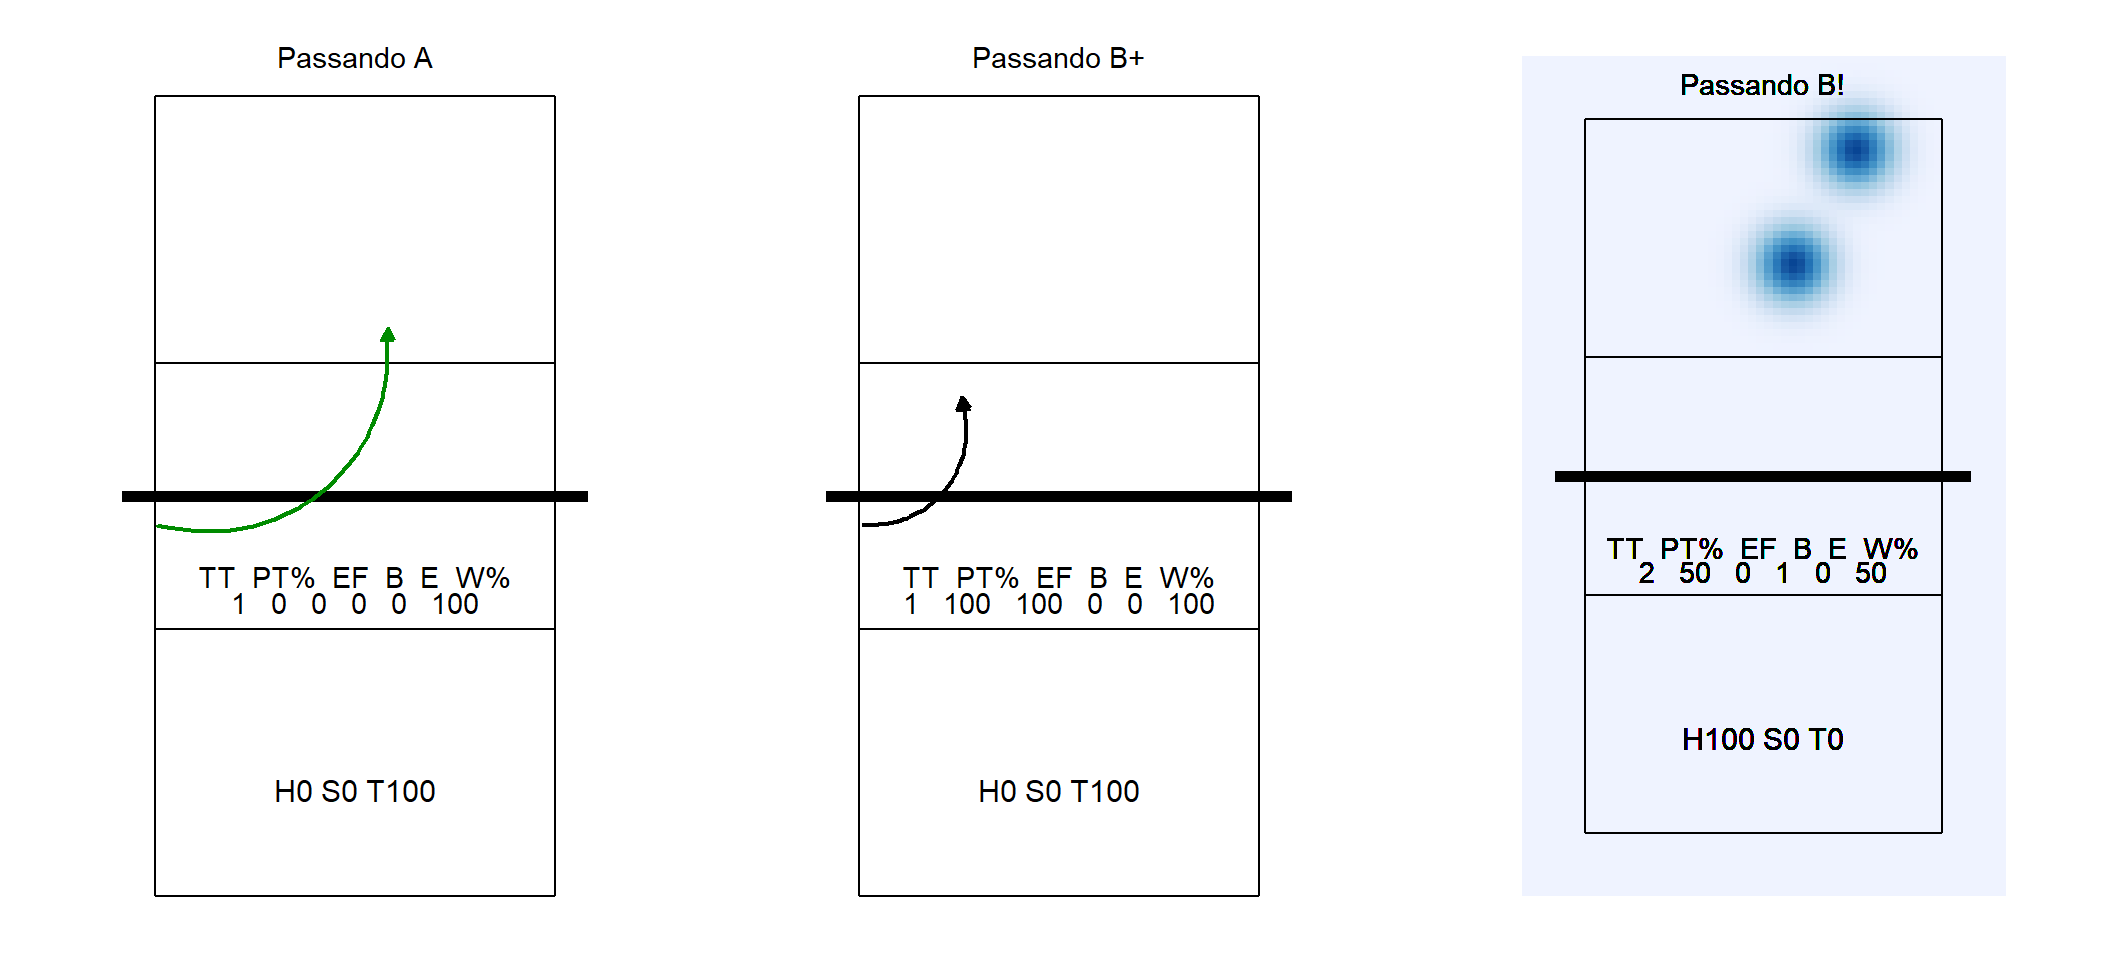 Passando A
TT PT% EF B E W%
1 0 0 0 0 100
H0 S0 T100
Passando B+
TT PT% EF B E W%
1 100 100 0 0 100
H0 S0 T100
Passando B!
TT PT% EF B E W%
2 50 0 1 0 50
H100 S0 T0